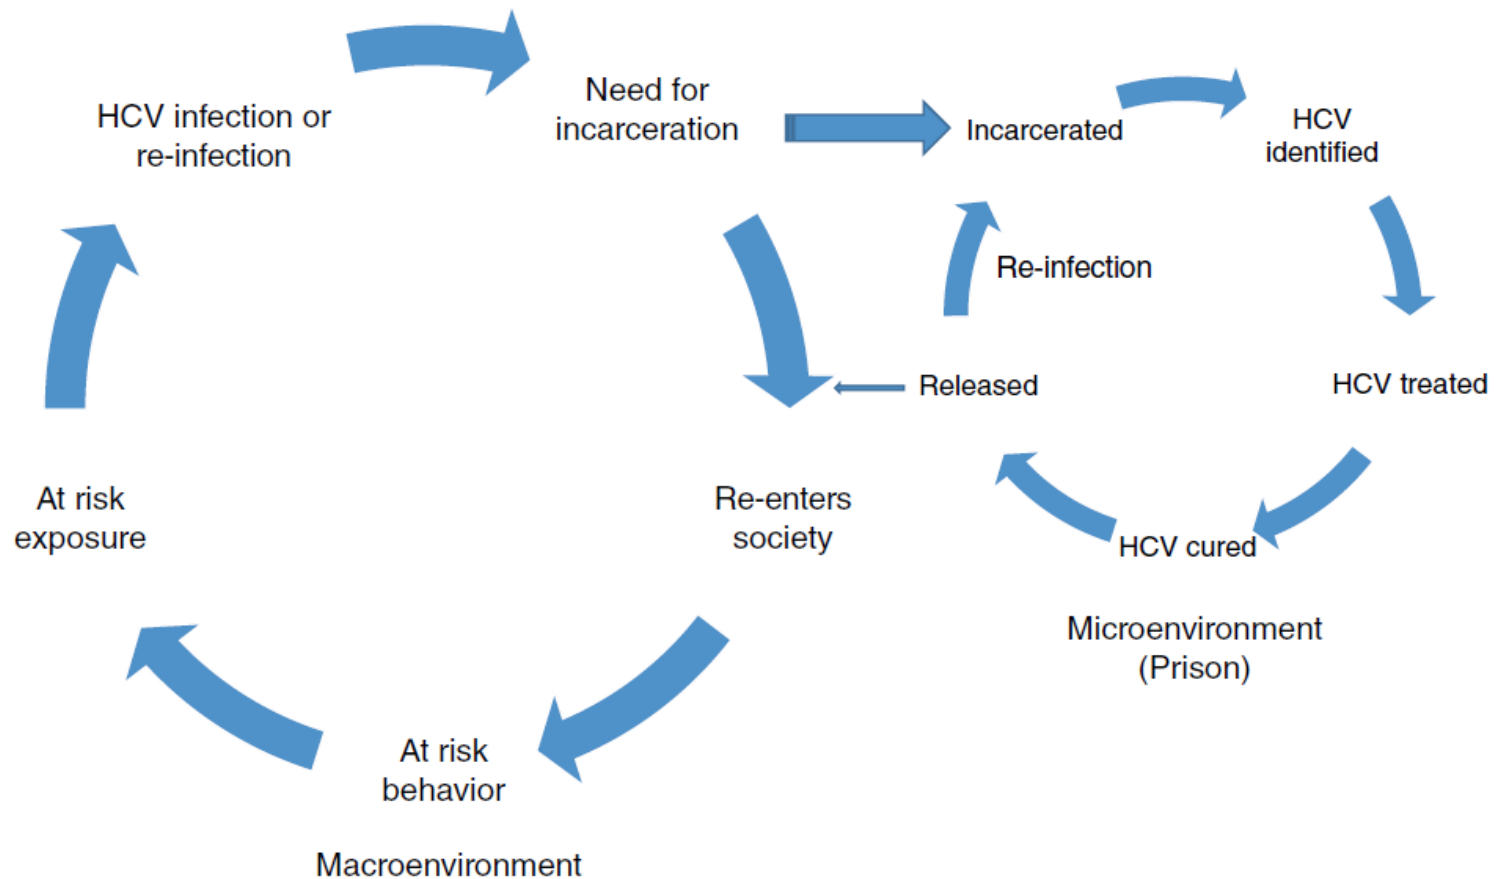 HCV infection or
re-infection
Need for
incarceration
Incarcerated
HCV
identified
Re-infection
Released
HCV treated
At risk
exposure
Re-enters
society
HCV cured
Microenvironment
(Prison)
At risk
behavior
Macroenvironment